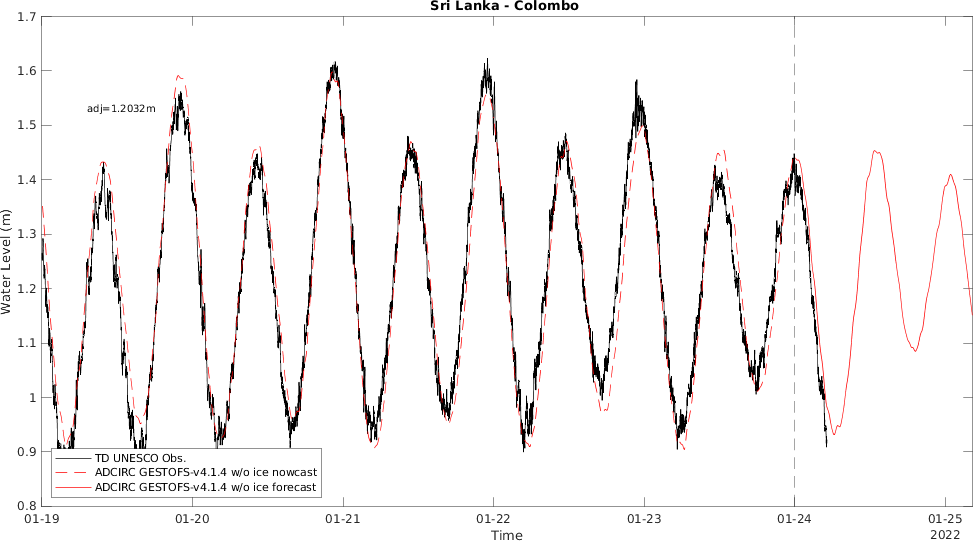 Sri Lanka - Colombo
1.7
1.6
1.5
1.4
1.3
1.2
1.1
1
0.9
0.8
Water Level (m)
adj=1.2032m
TD UNESCO Obs.
ADCIRC GESTOFS-v4.1.4 w/o ice nowcast
ADCIRC GESTOFS-v4.1.4 w/o ice forecast
01-19 01-20 01-21 01-22 01-23 01-24 01-25
2022
Time